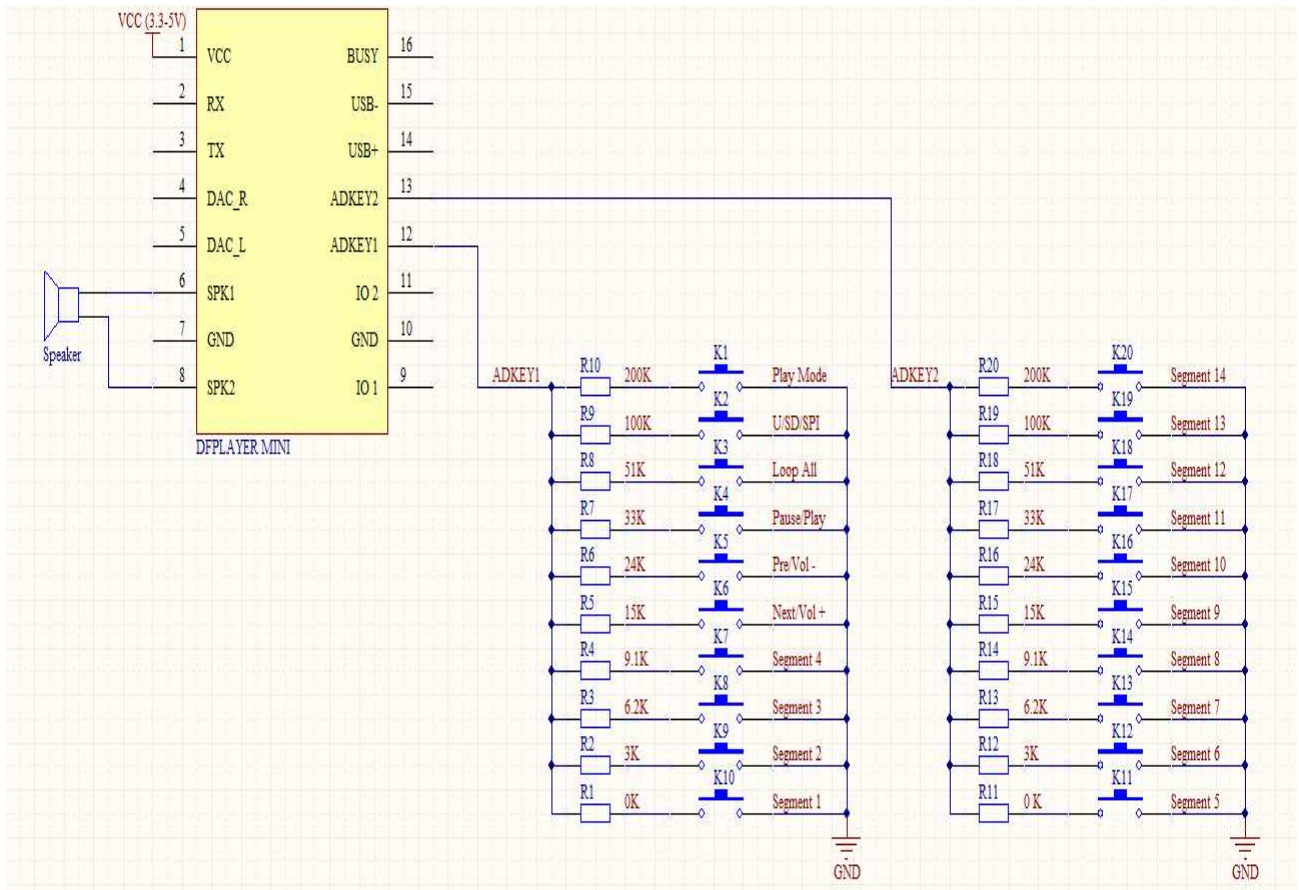 VCC (3.3-5V)
1 VCC BUSY 16
2 RX USB- 15
3 TX USB+ 14
4 DAC_R ADKEY2 13
5 DAC_L ADKEY1 12
6 SPK1 IO 2 11
7 GND GND 10
8 SPK2 IO 1 9
Speaker
DFPLAYER MINI
ADKEY1
R10 200K K1 Play Mode
R9 100K K2 U/SD/SPI
R8 51K K3 Loop All
R7 33K K4 Pause/Play
R6 24K K5 Pre/Vol -
R5 15K K6 Next/Vol +
R4 9.1K K7 Segment 4
R3 6.2K K8 Segment 3
R2 3K K9 Segment 2
R1 0K K10 Segment 1
GND
ADKEY2
R20 200K K20 Segment 14
R19 100K K19 Segment 13
R18 51K K18 Segment 12
R17 33K K17 Segment 11
R16 24K K16 Segment 10
R15 15K K15 Segment 9
R14 9.1K K14 Segment 8
R13 6.2K K13 Segment 7
R12 3K K12 Segment 6
R11 0 K K11 Segment 5
GND